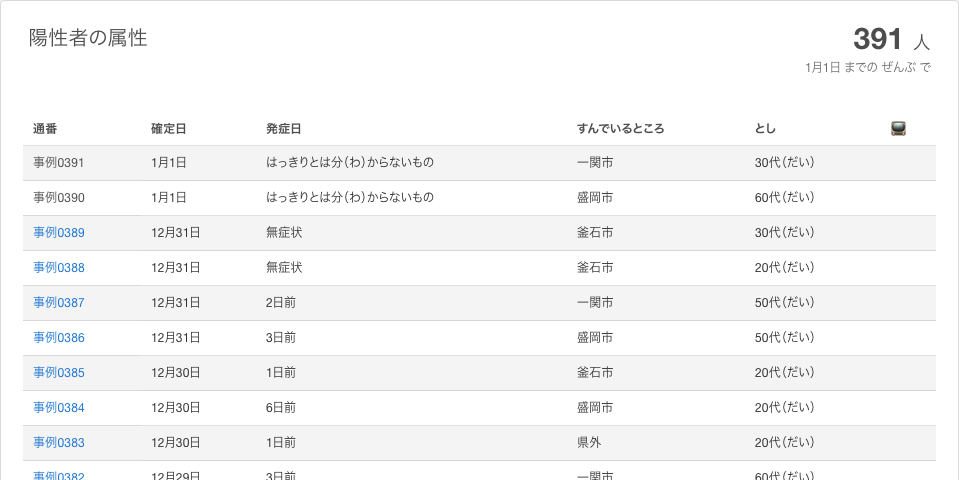 陽性者の属性
391 人
1月1日 までの ぜんぶ で
通番 確定日 発症日 すんでいるところ とし
事例0391 1月1日 はっきりとは分（わ）からないもの 一関市 30代（だい）
事例0390 1月1日 はっきりとは分（わ）からないもの 盛岡市 60代（だい）
事例0389 12月31日 無症状 釜石市 30代（だい）
事例0388 12月31日 無症状 釜石市 20代（だい）
事例0387 12月31日 2日前 一関市 50代（だい）
事例0386 12月31日 3日前 盛岡市 50代（だい）
事例0385 12月30日 1日前 釜石市 20代（だい）
事例0384 12月30日 6日前 盛岡市 20代（だい）
事例0383 12月30日 1日前 県外 20代（だい）
事例0382 12月29日 3日前 一関市 60代（だい）